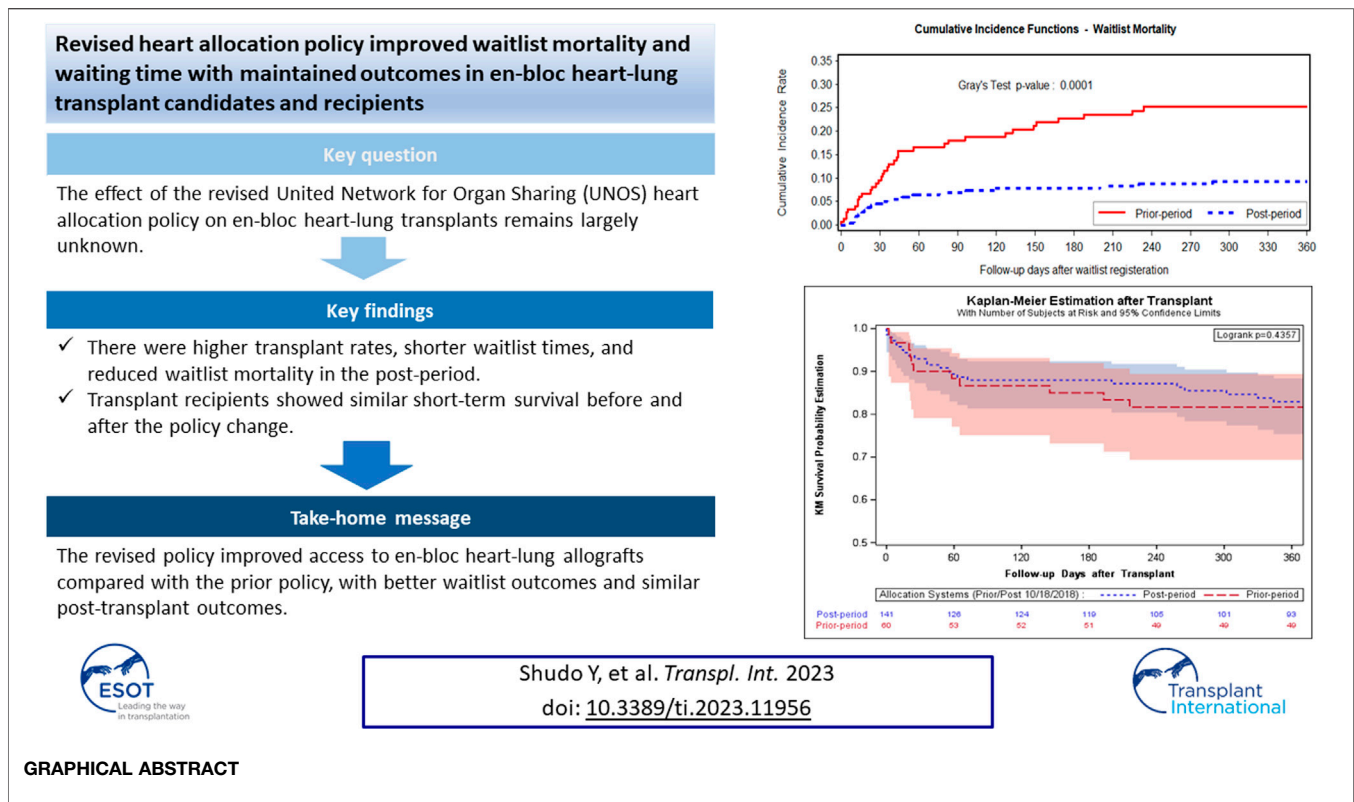 Revised heart allocation policy improved waitlist mortality and
waiting time with maintained outcomes in en-bloc heart-lung
transplant candidates and recipients
Key question
The effect of the revised United Network for Organ Sharing (UNOS) heart
allocation policy on en-bloc heart-lung transplants remains largely
unknown.
Key findings
✓ There were higher transplant rates, shorter waitlist times, and
reduced waitlist mortality in the post-period.
✓ Transplant recipients showed similar short-term survival before and
after the policy change.
Take-home message
The revised policy improved access to en-bloc heart-lung allografts
compared with the prior policy, with better waitlist outcomes and similar
post-transplant outcomes.
Cumulative Incidence Functions - Waitlist Mortality
Cumulative Incidence Rate
0.35
0.30
0.25
0.20
0.15
0.10
0.05
0.00
Gray's Test p-value : 0.0001
Prior-period Post-period
0 30 60 90 120 150 180 210 240 270 300 330 360
Follow-up days after waitlist registeration
Kaplan-Meier Estimation after Transplant
With Number of Subjects at Risk and 95% Confidence Limits
Logrank p=0.4357
KM Survival Probability Estimation
1.0
0.9
0.8
0.7
0.6
0.5
0 60 120 180 240 300 360
Follow-up Days after Transplant
Allocation Systems (Prior/Post 10/18/2018) : Post-period Prior-period
Post-period 141 126 124 119 105 101 93
Prior-period 60 53 52 51 49 49 49
ESOT
Leading the way
in transplantation
Shudo Y, et al. Transpl. Int. 2023
doi: 10.3389/ti.2023.11956
Transplant
International
GRAPHICAL ABSTRACT